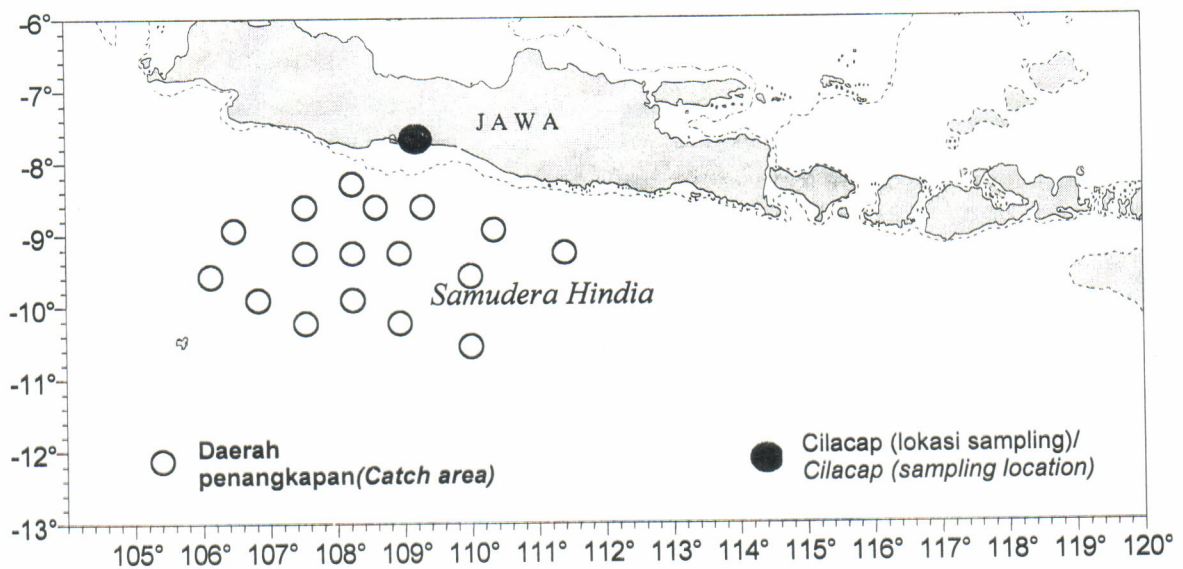 -6°
-7°
-8°
-9°
-10°
-11°
-12°
-13°
JAWA
Samudera Hindia
Daerah
penangkapan(Catch area)
Cilacap (lokasi sampling)/
Cilacap (sampling location)
105° 106° 107° 108° 109° 110° 111° 112° 113° 114° 115° 116° 117° 118° 119° 120°